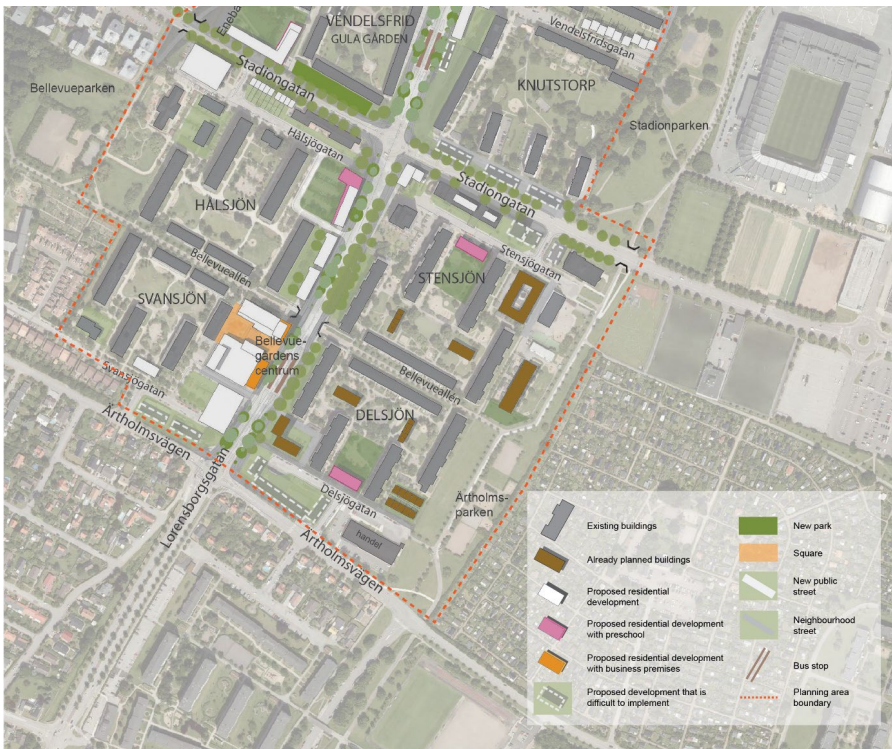 Eneba
VENDELSFRID
GULA GÅRDEN
Vendelsfridsgatan
Bellevueparken
Stadiongatan
KNUTSTORP
Stadionparken
Hålsjögatan
Stadiongatan
HÅLSJÖN
Stensjögatan
Bellevueallén
STENSJÖN
SVANSJÖN
Bellevue-
gårdens
centrum
Bellevueallén
Svansjögatan
DELSJÖN
Ärtholmsvägen
Lorensborgsgatan
Delsjögatan
Ärtholms-
parken
handel
Ärtholmsvägen
Existing buildings
Already planned buildings
Proposed residential
development
Proposed residential development
with preschool
Proposed residential development
with business premises
Proposed development that is
difficult to implement
New park
Square
New public
street
Neighbourhood
street
Bus stop
Planning area
boundary